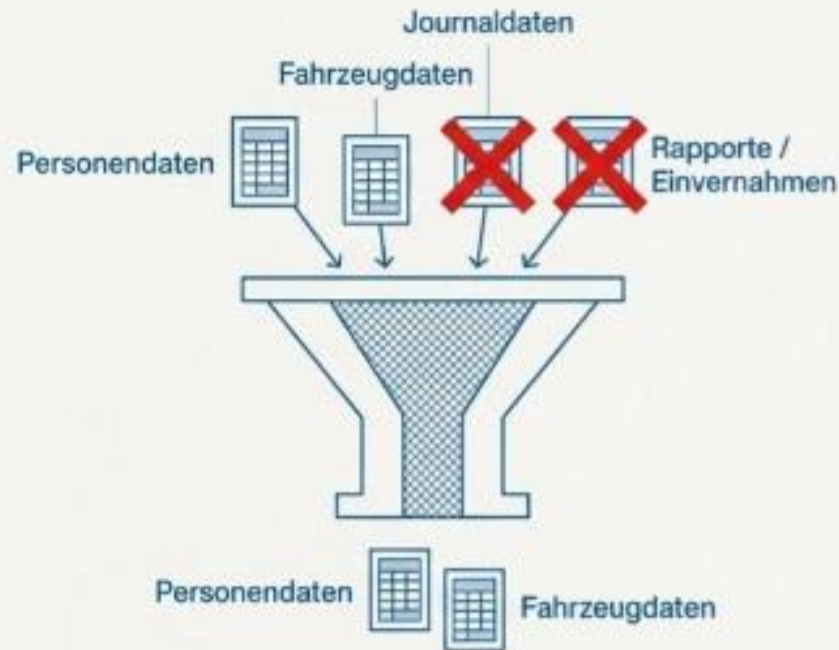 Journaldaten
Fahrzeugdaten
Personendaten
Rapporte /
Einvernahmen
Personendaten
Fahrzeugdaten